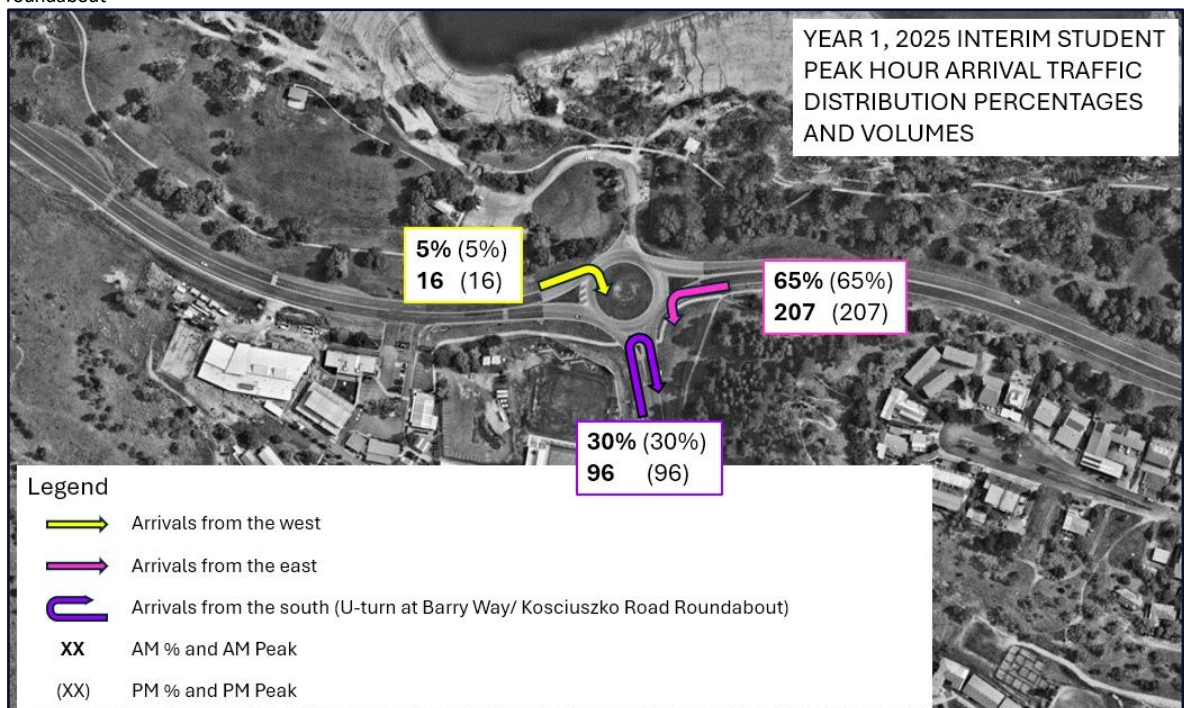 roundabout
YEAR 1, 2025 INTERIM STUDENT
PEAK HOUR ARRIVAL TRAFFIC
DISTRIBUTION PERCENTAGES
AND VOLUMES
5% (5%)
16 (16)
65% (65%)
207 (207)
30% (30%)
96 (96)
Legend
Arrivals from the west
Arrivals from the east
Arrivals from the south (U-turn at Barry Way/ Kosciuszko Road Roundabout)
XX AM % and AM Peak
(XX) PM % and PM Peak